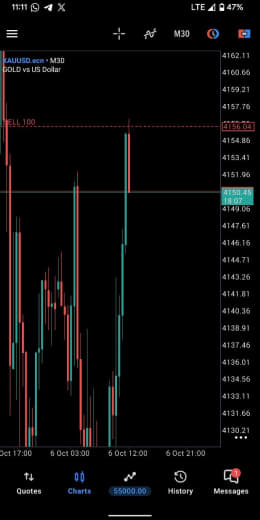 11:11
LTE 47%
M30
XAUUSD.ecn • M30
GOLD vs US Dollar
4162.11
4160.66
4159.21
4157.76
SELL 100
4156.04
4154.86
4153.41
4151.96
4150.46
18:07
4149.06
4147.61
4146.16
4144.71
4143.26
4141.81
4140.36
4138.91
4137.46
4136.01
4134.56
4133.11
4131.66
4130.21
Oct 17:00
6 Oct 03:00
6 Oct 12:00
6 Oct 21:00
Quotes
Charts
55000.00
History
1
Messages